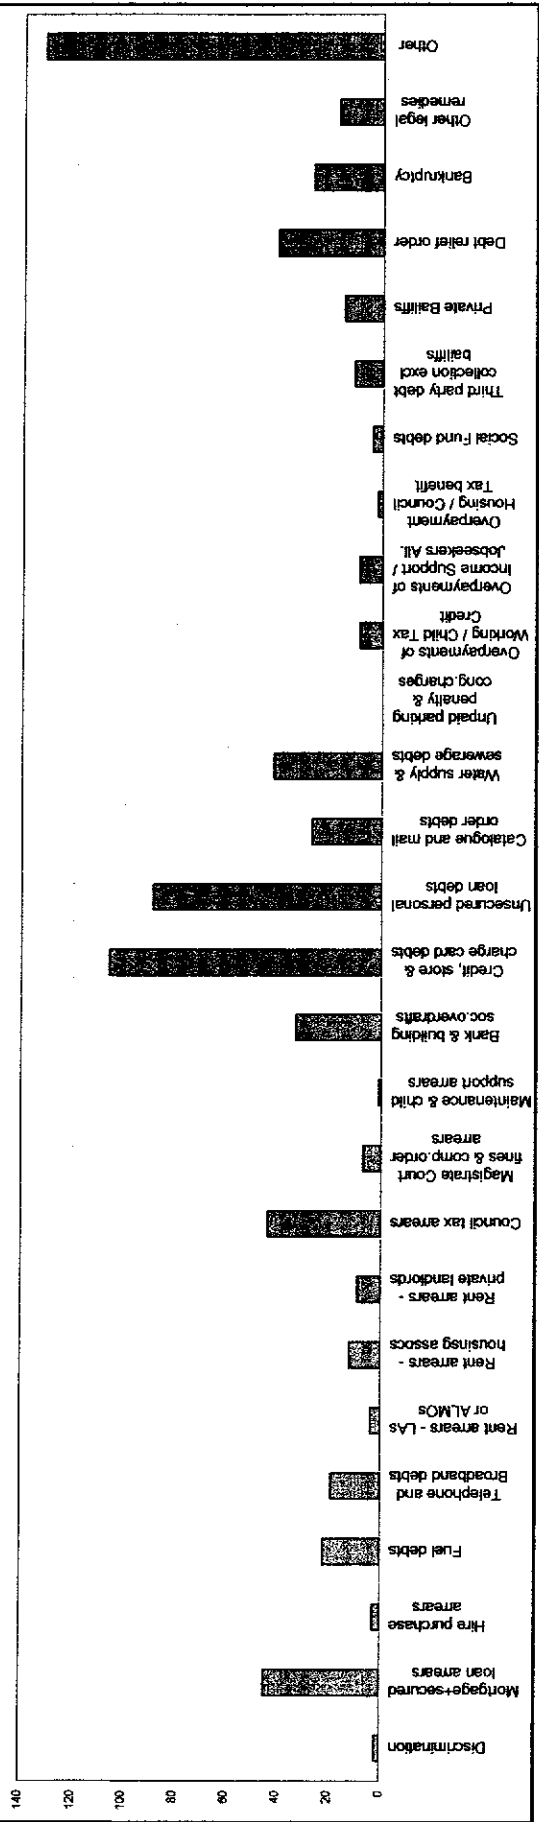 140
120
100
80
60
40
20
0
Discrimination
Mortgage+secured
loan arrears
Hire purchase
arrears
Fuel debts
Telephone and
Broadband debts
Rent arrears - LAs
or ALMOs
Rent arrears -
housinsg assocs
Rent arrears -
private landlords
Council tax arrears
Magistrate Court
fines & comp.order
arrears
Maintenance & child
support arrears
Bank & building
soc.overdrafts
Credit, store &
charge card debts
Unsecured personal
loan debts
Catalogue and mail
order debts
Water supply &
sewerage debts
Unpaid parking
penalty &
cong.charges
Overpayments of
Working / Child Tax
Credit
Overpayments of
Income Support /
Jobseekers All.
Overpayment
Housing / Council
Tax benefit
Social Fund debts
Third party debt
collection excl
bailiffs
Private Bailiffs
Debt relief order
Bankruptcy
Other legal
remedies
Other